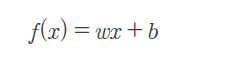 f(x) = wx + b